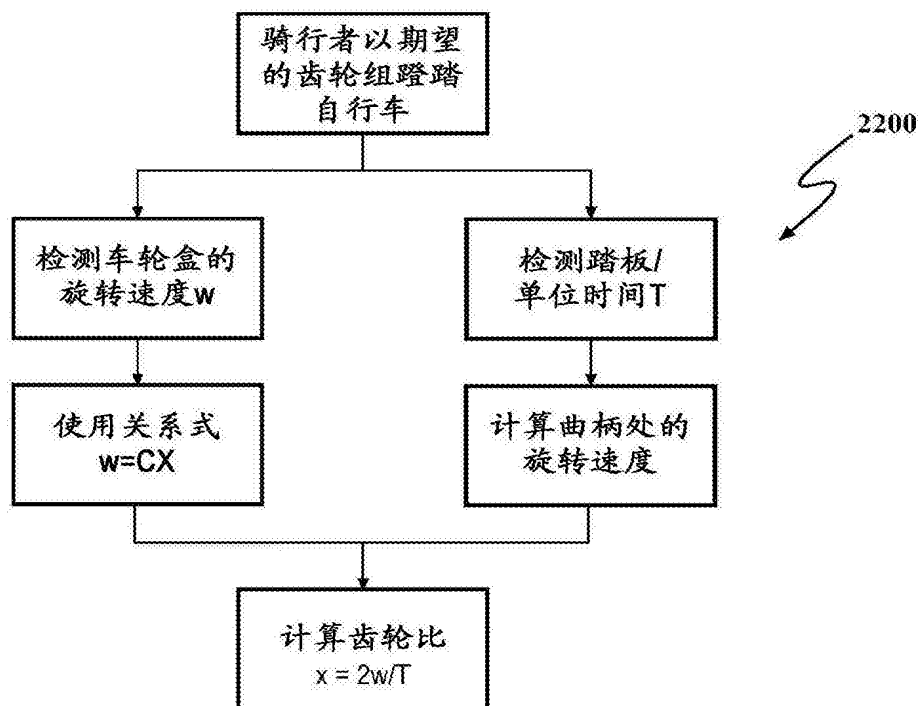 骑行者以期望
的齿轮组蹬踏
自行车
2200
检测车轮盒的
旋转速度w
检测踏板/
单位时间T
使用关系式
w=CX
计算曲柄处的
旋转速度
计算齿轮比
x = 2w/T